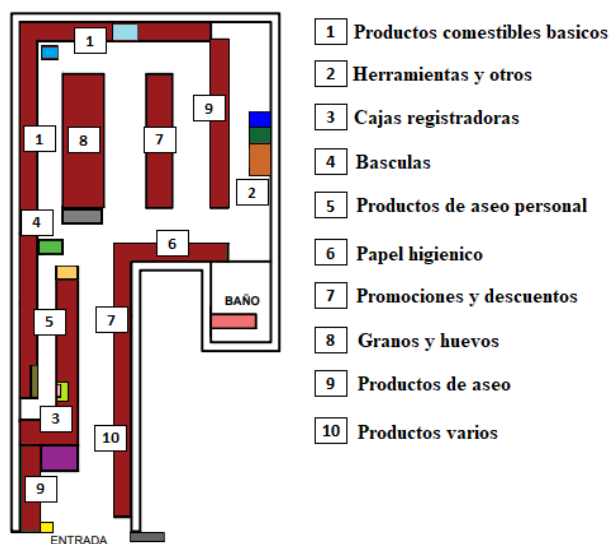 1
9
1
8
7
2
4
6
BAÑO
5
7
3
10
9
ENTRADA
1 Productos comestibles basicos
2 Herramientas y otros
3 Cajas registradoras
4 Basculas
5 Productos de aseo personal
6 Papel higienico
7 Promociones y descuentos
8 Granos y huevos
9 Productos de aseo
10 Productos varios